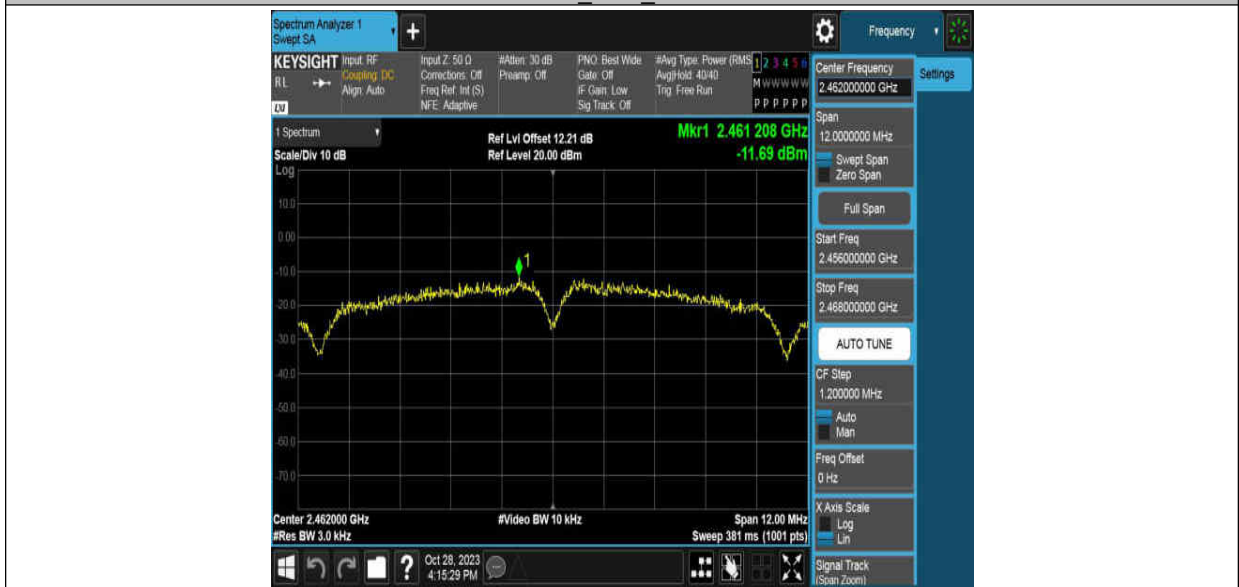 Spectrum Analyzer 1
Swept SA
+
Frequency
KEYSIGHT Input: RF
RL
Coupling: DC
Align: Auto
LXI
Input Z: 50 Ω
Corrections: Off
Freq Ref: Int (S)
NFE: Adaptive
#Atten: 30 dB
Preamp: Off
PNO: Best Wide
Gate: Off
IF Gain: Low
Sig Track: Off
#Avg Type: Power (RMS
Avg|Hold: 40/40
Trig: Free Run
1 2 3 4 5 6
M W W W W W
P P P P P P
Center Frequency
2.462000000 GHz
Settings
Span
12.0000000 MHz
Swept Span
Zero Span
Full Span
Start Freq
2.456000000 GHz
Stop Freq
2.468000000 GHz
AUTO TUNE
CF Step
1.200000 MHz
Auto
Man
Freq Offset
0 Hz
X Axis Scale
Log
Lin
Signal Track
(Span Zoom)
1 Spectrum
Scale/Div 10 dB
Ref Lvl Offset 12.21 dB
Ref Level 20.00 dBm
Mkr1 2.461 208 GHz
-11.69 dBm
Log
10.0
0.00
-10.0
1
-20.0
-30.0
-40.0
-50.0
-60.0
-70.0
Center 2.462000 GHz
#Video BW 10 kHz
Span 12.00 MHz
#Res BW 3.0 kHz
Sweep 381 ms (1001 pts)
?
Oct 28, 2023
4:15:29 PM